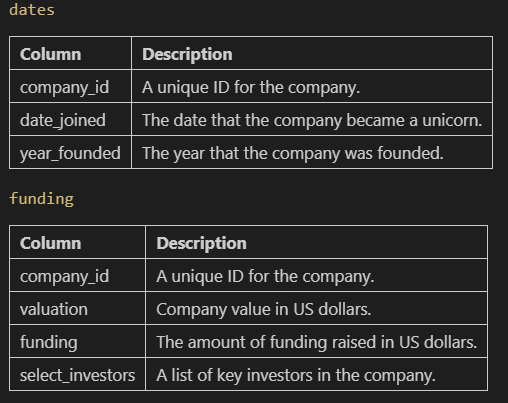 dates
Column Description
company_id A unique ID for the company.
date_joined The date that the company became a unicorn.
year_founded The year that the company was founded.
funding
Column Description
company_id A unique ID for the company.
valuation Company value in US dollars.
funding The amount of funding raised in US dollars.
select_investors A list of key investors in the company.